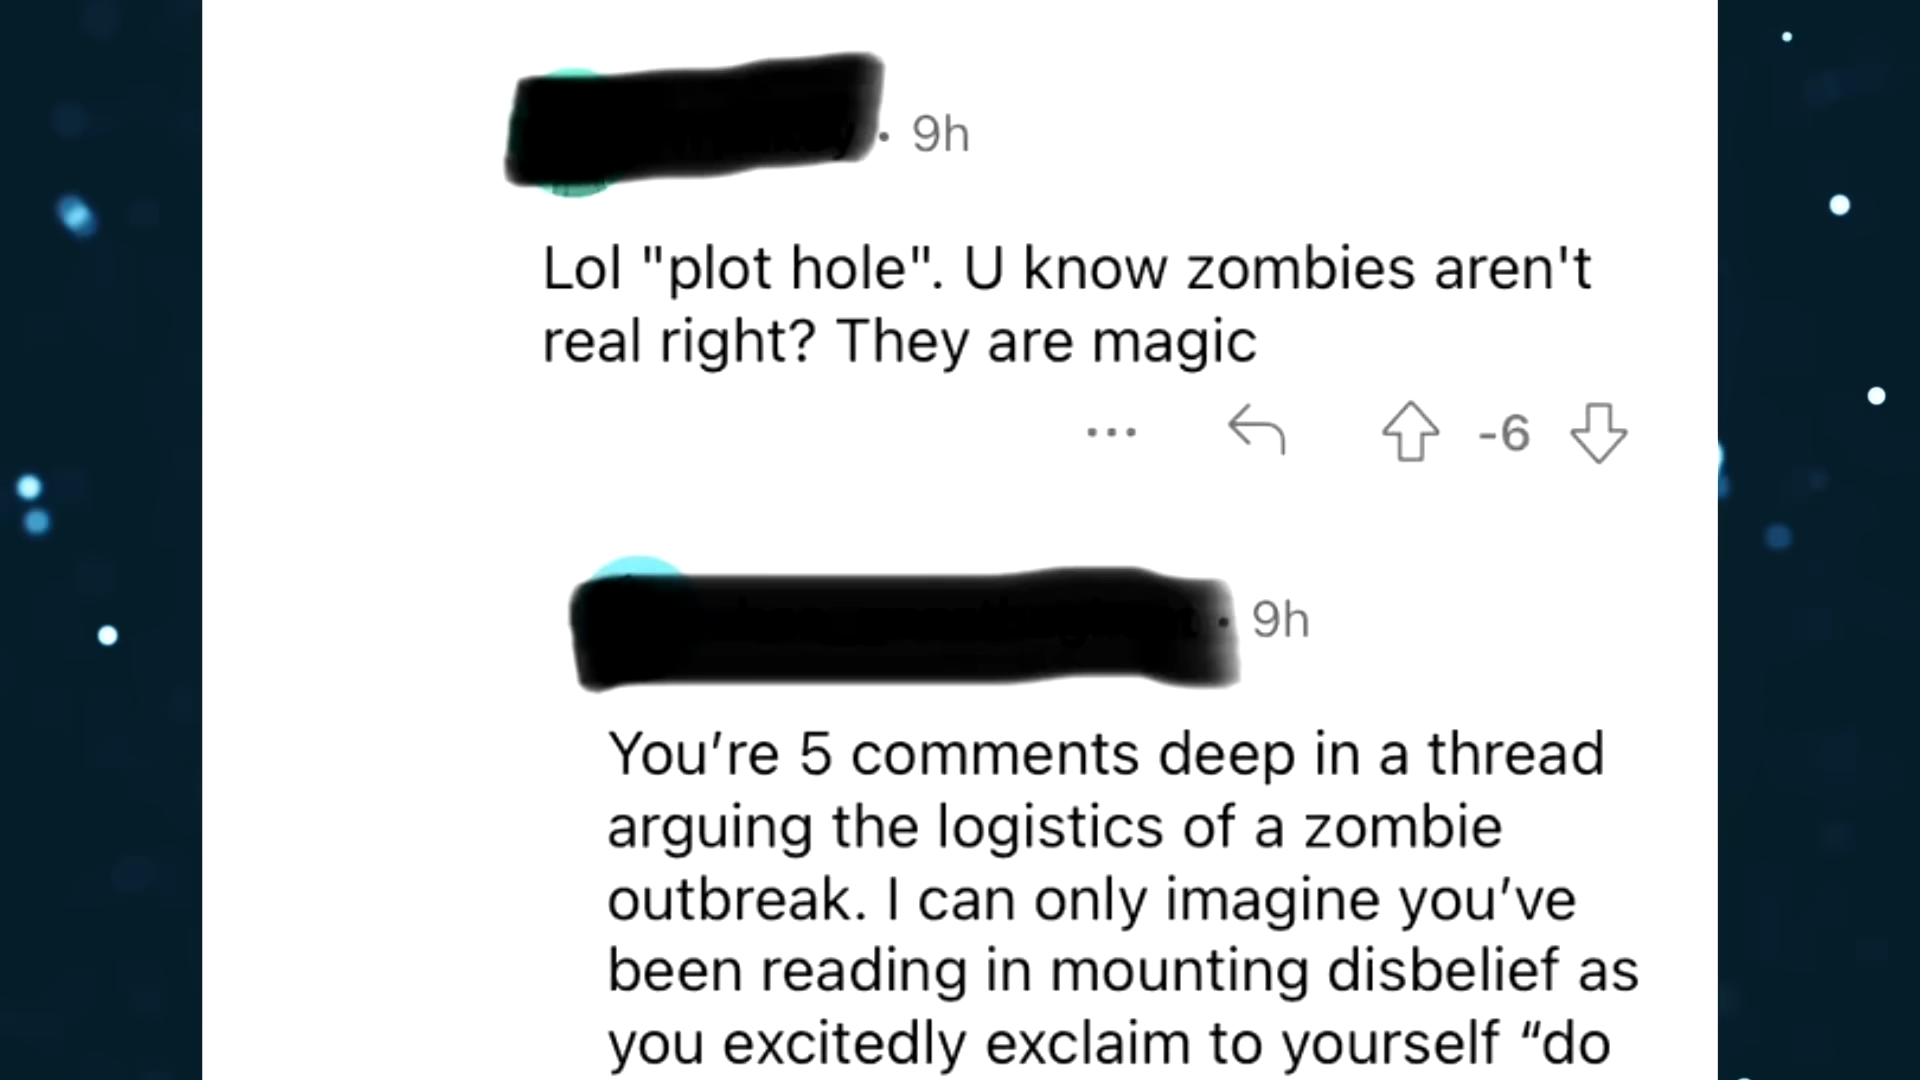 · 9h
Lol "plot hole". U know zombies aren't
real right? They are magic
-6
· 9h
You’re 5 comments deep in a thread
arguing the logistics of a zombie
outbreak. I can only imagine you’ve
been reading in mounting disbelief as
you excitedly exclaim to yourself “do